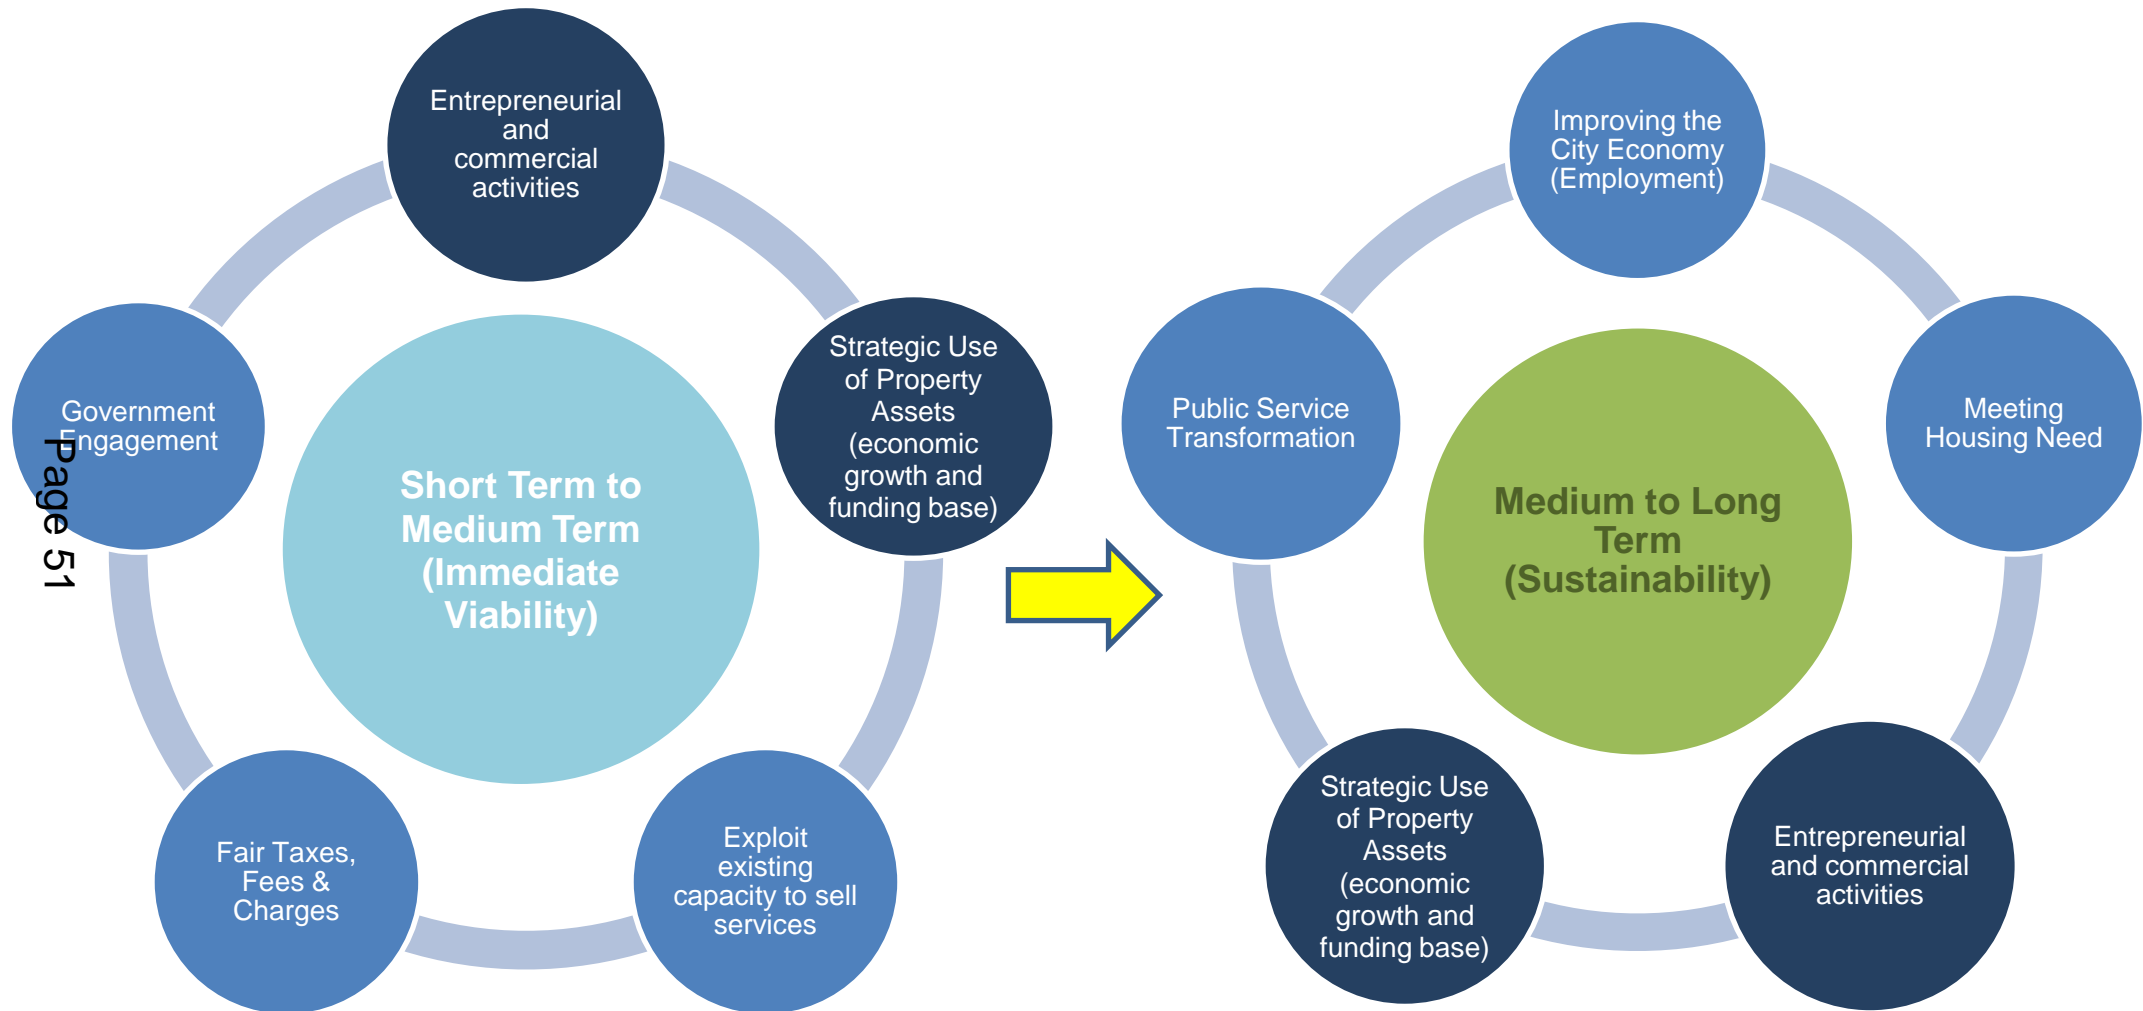 Entrepreneurial
and
commercial
activities
Strategic Use
of Property
Assets
(economic
growth and
funding base)
Exploit
existing
capacity to sell
services
Fair Taxes,
Fees &
Charges
Government
Engagement
Short Term to
Medium Term
(Immediate
Viability)
Page 51
Improving the
City Economy
(Employment)
Meeting
Housing Need
Entrepreneurial
and commercial
activities
Strategic Use
of Property
Assets
(economic
growth and
funding base)
Public Service
Transformation
Medium to Long
Term
(Sustainability)